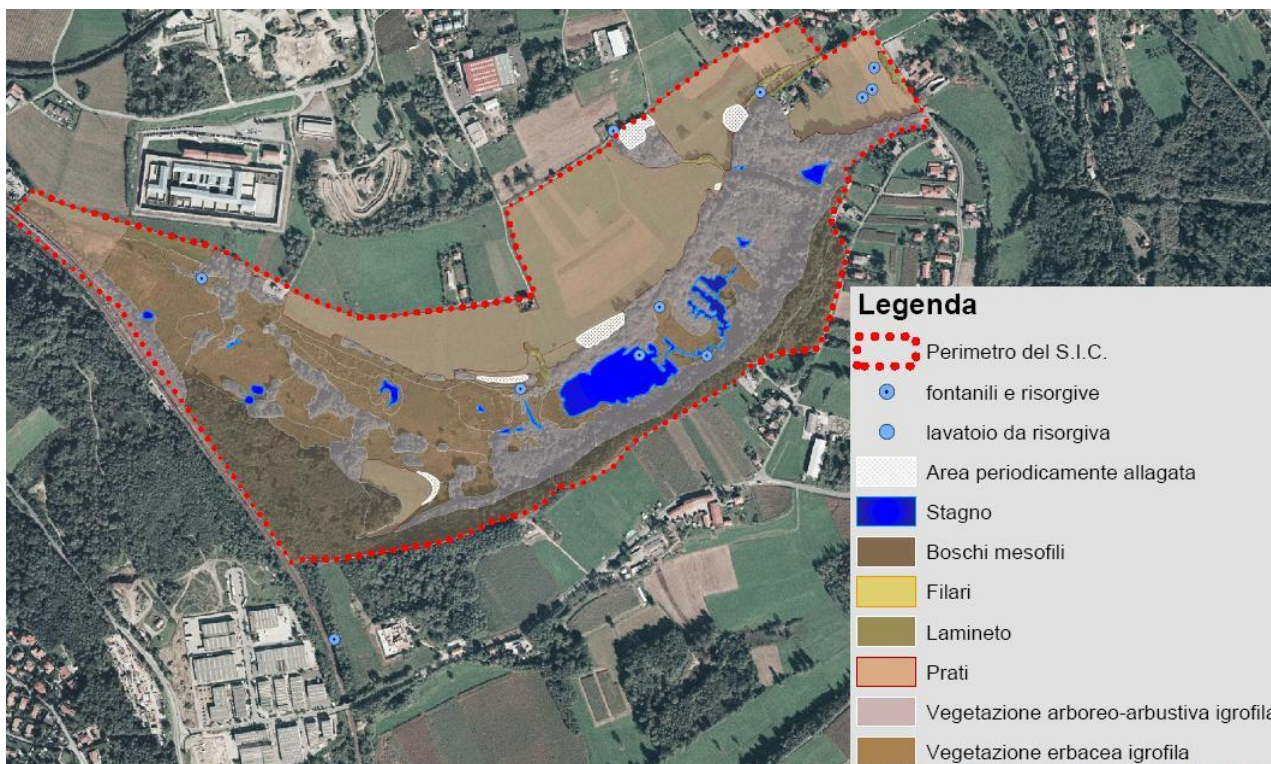 Legenda
Perimetro del S.I.C.
fontanili e risorgive
lavatoio da risorgiva
Area periodicamente allagata
Stagno
Boschi mesofili
Filari
Lamineto
Prati
Vegetazione arboreo-arbustiva igrofila
Vegetazione erbacea igrofila